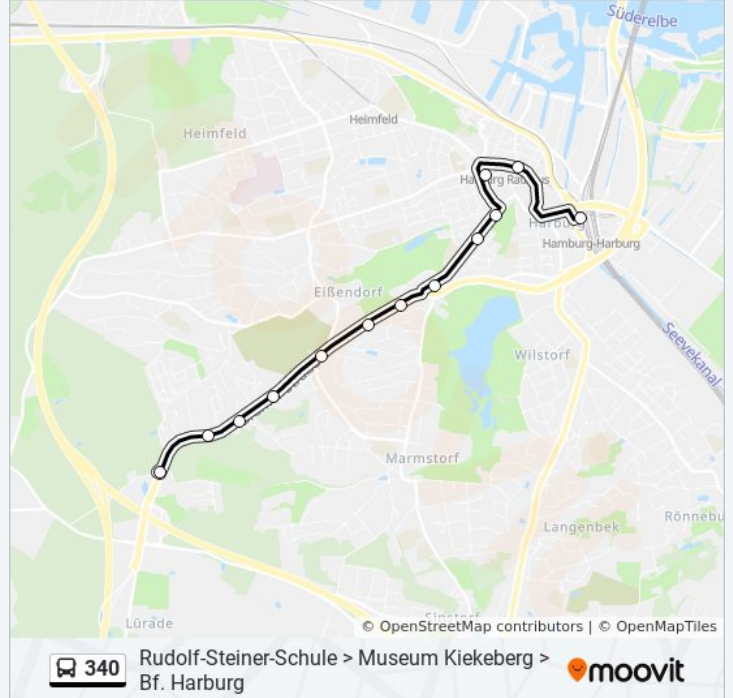 Süderelbe
Heimfeld
Heimfeld
Harburg
Hamburg-Harburg
Eißendorf
Seevekanal
Wilstorf
Marmstorf
Langenbek
Lürade
© OpenStreetMap contributors | © OpenMapTiles
340
Rudolf-Steiner-Schule > Museum Kiekeberg >
Bf. Harburg
moovit